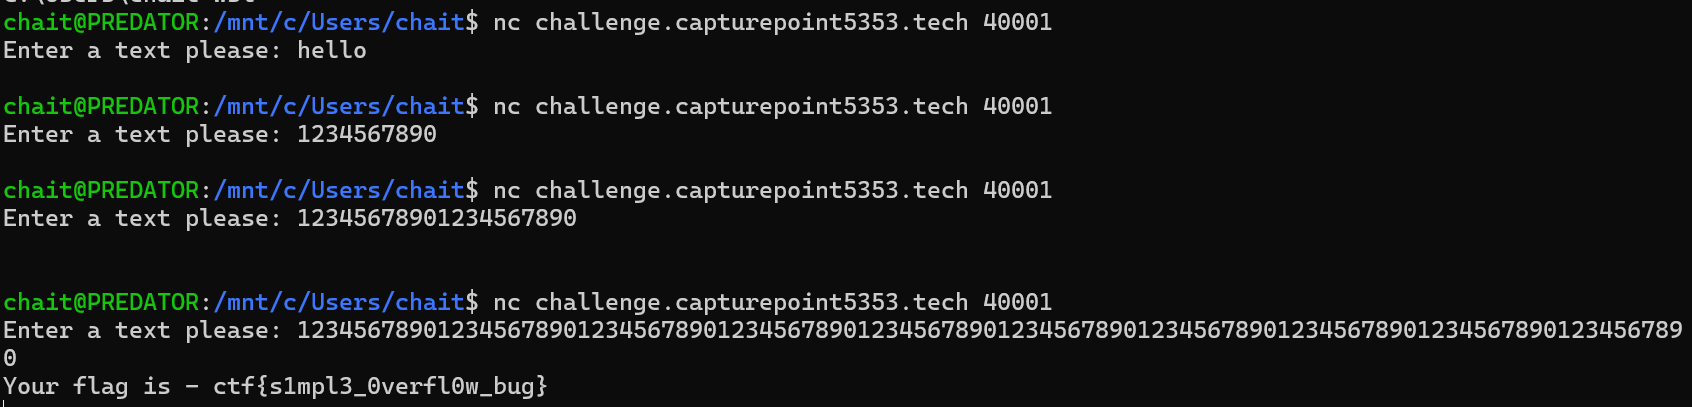 chait@PREDATOR:/mnt/c/Users/chait$ nc challenge.capturepoint5353.tech 40001
Enter a text please: hello
chait@PREDATOR:/mnt/c/Users/chait$ nc challenge.capturepoint5353.tech 40001
Enter a text please: 1234567890
chait@PREDATOR:/mnt/c/Users/chait$ nc challenge.capturepoint5353.tech 40001
Enter a text please: 12345678901234567890
chait@PREDATOR:/mnt/c/Users/chait$ nc challenge.capturepoint5353.tech 40001
Enter a text please: 123456789012345678901234567890123456789012345678901234567890123456789012345678901234567890123456789
0
Your flag is - ctf{s1mpl3_0verfl0w_bug}